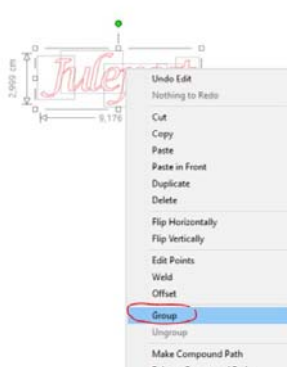 2,999 cm
9,176
Undo Edit
Nothing to Redo
Cut
Copy
Paste
Paste in Front
Duplicate
Delete
Flip Horizontally
Flip Vertically
Edit Points
Weld
Offset
Group
Ungroup
Make Compound Path